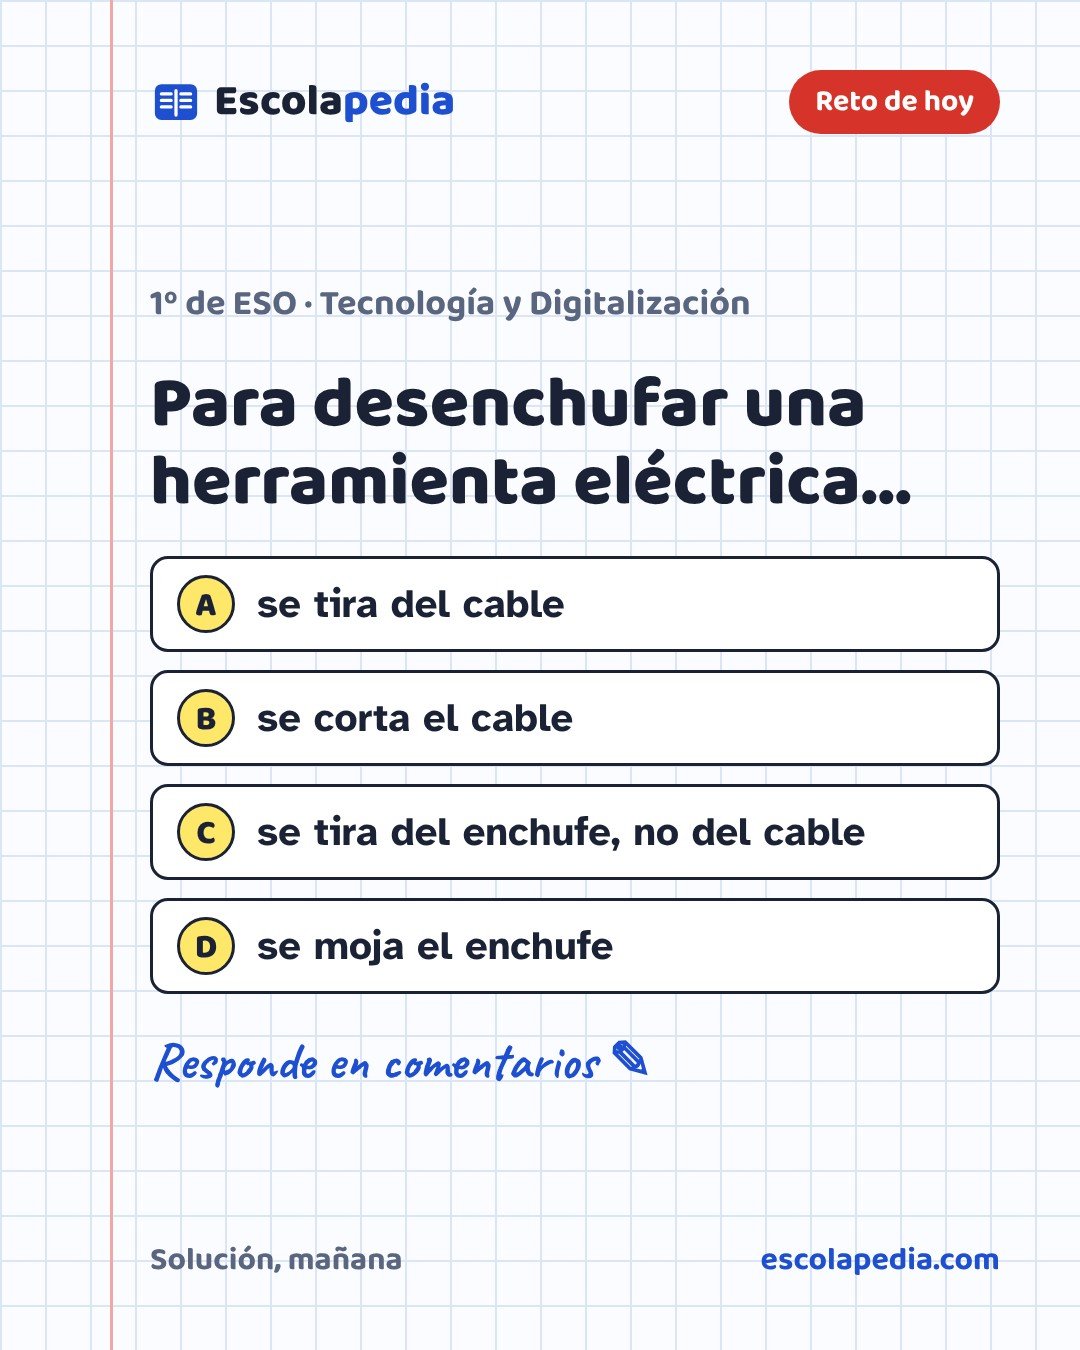 Escolapedia
Reto de hoy
1º de ESO · Tecnología y Digitalización
Para desenchufar una
herramienta eléctrica...
A se tira del cable
B se corta el cable
C se tira del enchufe, no del cable
D se moja el enchufe
Responde en comentarios ✎
Solución, mañana
escolapedia.com